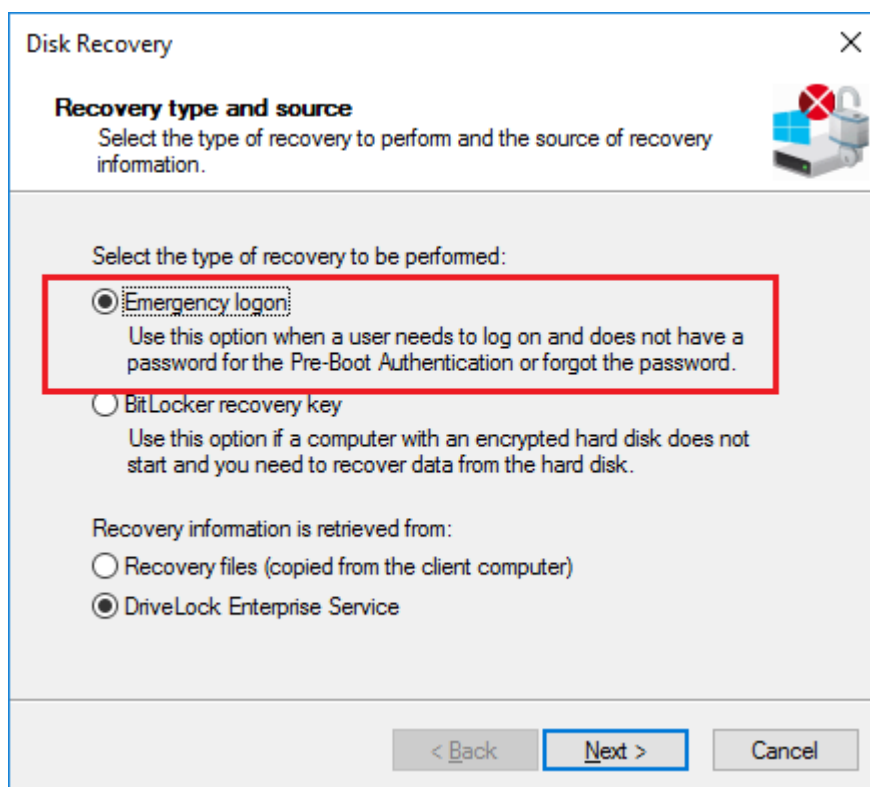 Disk Recovery
Recovery type and source
Select the type of recovery to perform and the source of recovery
information.
Select the type of recovery to be performed:
Emergency logon
Use this option when a user needs to log on and does not have a
password for the Pre-Boot Authentication or forgot the password.
BitLocker recovery key
Use this option if a computer with an encrypted hard disk does not
start and you need to recover data from the hard disk.
Recovery information is retrieved from:
Recovery files (copied from the client computer)
DriveLock Enterprise Service
< Back
Next >
Cancel